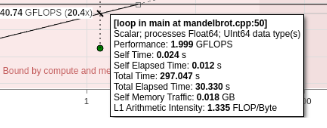 40.74 GFLOPS (20.4x)
[loop in main at mandelbrot.cpp:50]
Scalar; processes Float64; UInt64 data type(s)
Performance: 1.999 GFLOPS
Self Time: 0.024 s
Self Elapsed Time: 0.012 s
Total Time: 297.047 s
Total Elapsed Time: 30.330 s
Self Memory Traffic: 0.018 GB
L1 Arithmetic Intensity: 1.335 FLOP/Byte
Bound by compute and me
1